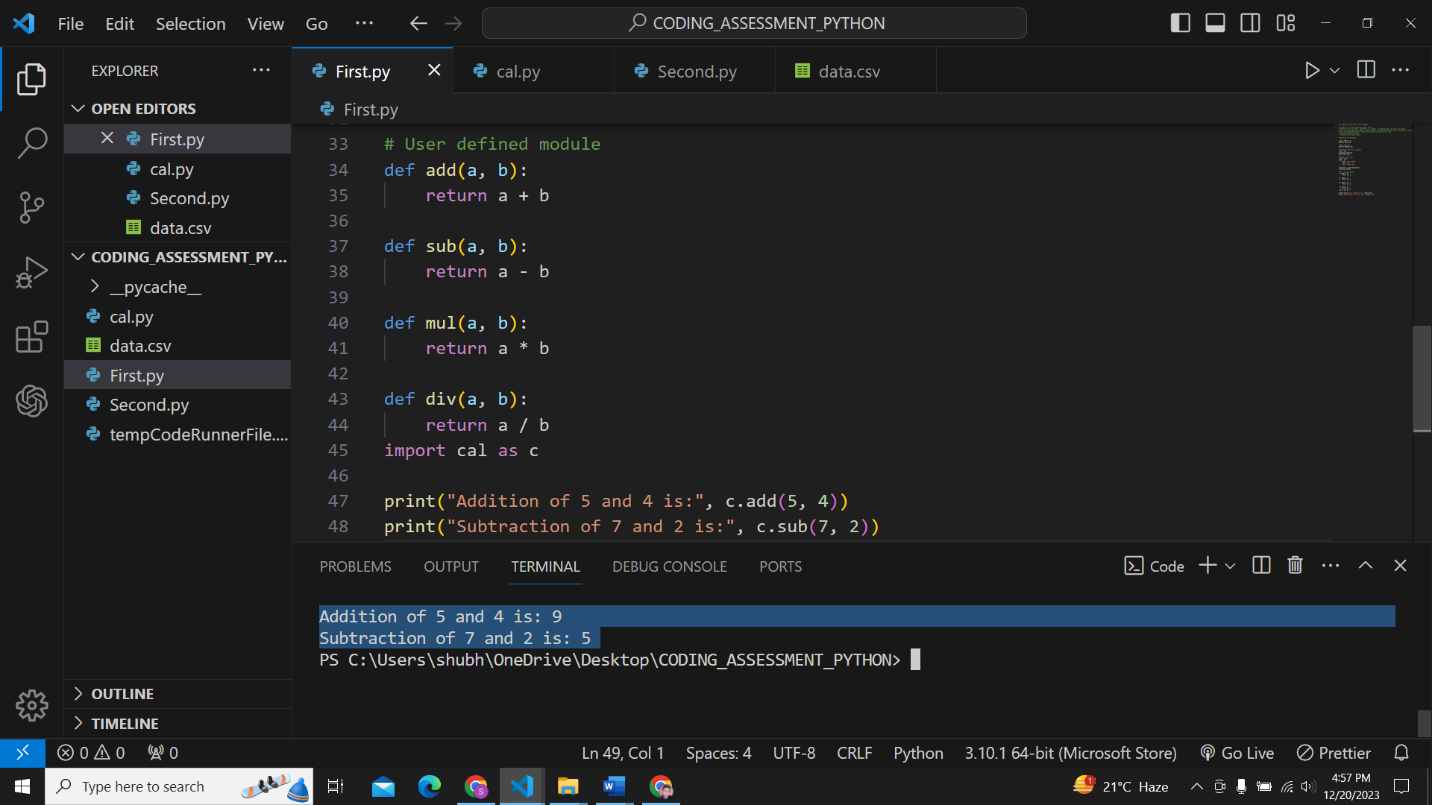 File Edit Selection View Go ··· CODING_ASSESSMENT_PYTHON
EXPLORER
OPEN EDITORS
First.py
cal.py
Second.py
data.csv
CODING_ASSESSMENT_PY...
__pycache__
cal.py
data.csv
First.py
Second.py
tempCodeRunnerFile....
OUTLINE
TIMELINE
First.py cal.py Second.py data.csv
First.py
33 # User defined module
34 def add(a, b):
35     return a + b
36
37 def sub(a, b):
38     return a - b
39
40 def mul(a, b):
41     return a * b
42
43 def div(a, b):
44     return a / b
45 import cal as c
46
47 print("Addition of 5 and 4 is:", c.add(5, 4))
48 print("Subtraction of 7 and 2 is:", c.sub(7, 2))
PROBLEMS OUTPUT TERMINAL DEBUG CONSOLE PORTS Code
Addition of 5 and 4 is: 9
Subtraction of 7 and 2 is: 5
PS C:\Users\shubh\OneDrive\Desktop\CODING_ASSESSMENT_PYTHON>
0 0 0 Ln 49, Col 1 Spaces: 4 UTF-8 CRLF Python 3.10.1 64-bit (Microsoft Store) Go Live Prettier
Type here to search 21°C Haze 4:57 PM
12/20/2023